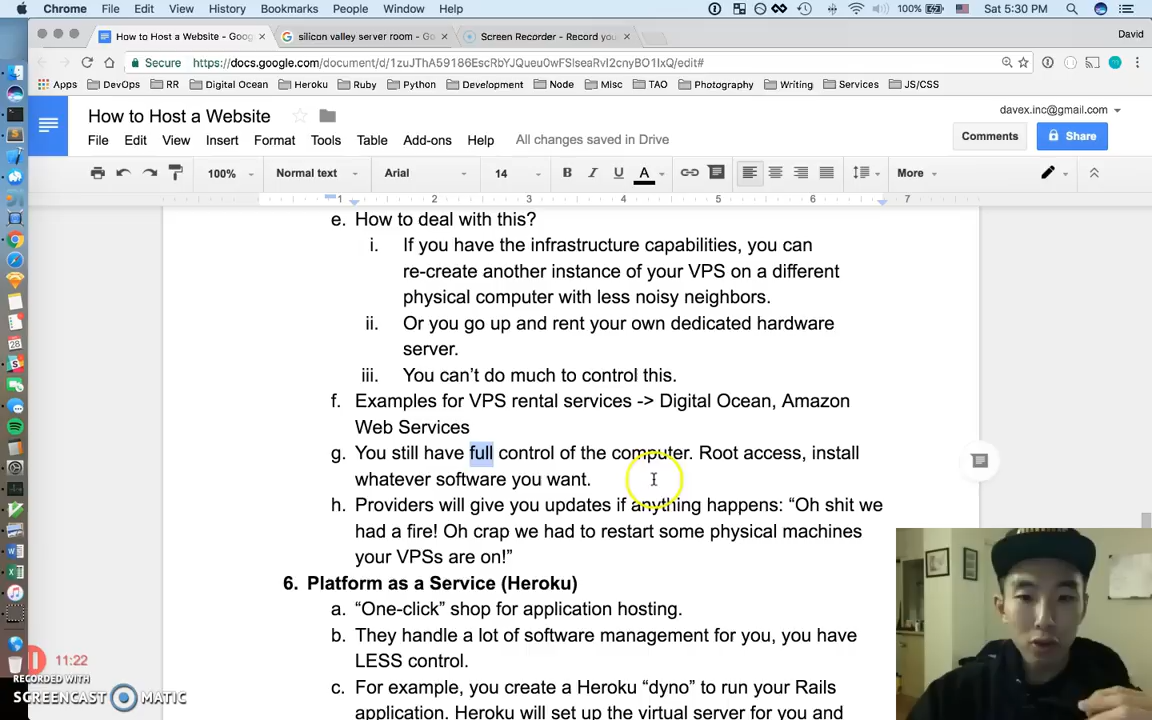 Chrome File Edit View History Bookmarks People Window Help 100% Sat 5:30 PM
How to Host a Website - Goog silicon valley server room - Go Screen Recorder - Record you David
Secure https://docs.google.com/document/d/1zuJThA59186EscRbYJQueu0wFSIseaRvI2cnyBO1IxQ/edit#
Apps DevOps RR Digital Ocean Heroku Ruby Python Development Node Misc TAO Photography Writing Services JS/CSS
How to Host a Website davex.inc@gmail.com
File Edit View Insert Format Tools Table Add-ons Help All changes saved in Drive Comments Share
100% Normal text Arial 14 B I U A More
1 1 2 3 4 5 6 7
e. How to deal with this?
i. If you have the infrastructure capabilities, you can
re-create another instance of your VPS on a different
physical computer with less noisy neighbors.
ii. Or you go up and rent your own dedicated hardware
server.
iii. You can't do much to control this.
f. Examples for VPS rental services -> Digital Ocean, Amazon
Web Services
g. You still have full control of the computer. Root access, install
whatever software you want.
h. Providers will give you updates if anything happens: “Oh shit we
had a fire! Oh crap we had to restart some physical machines
your VPSs are on!”
6. Platform as a Service (Heroku)
a. “One-click” shop for application hosting.
b. They handle a lot of software management for you, you have
LESS control.
c. For example, you create a Heroku “dyno” to run your Rails
application. Heroku will set up the virtual server for you and
11:22
RECORDED WITH
SCREENCAST MATIC